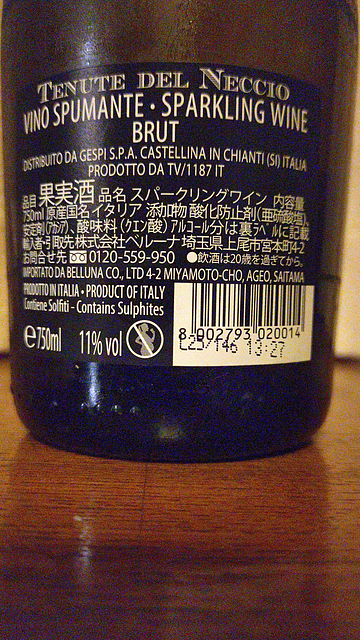 TENUTE DEL NECCIO
VINO SPUMANTE · SPARKLING WINE
BRUT
DISTRIBUITO DA GESPI S.P.A. CASTELLINA IN CHIANTI (SI) ITALIA
PRODOTTO DA TV/1187 IT
品目 果実酒 品名 スパークリングワイン 内容量
750ml 原産国名 イタリア 添加物 酸化防止剤(亜硫酸塩)、
安定剤(アカシア)、酸味料(クエン酸) アルコール分は裏ラベルに記載
輸入者・引取先 株式会社ベルーナ 埼玉県上尾市宮本町4-2
お問合せ先 0120-559-950 ●飲酒は20歳を過ぎてから。
IMPORTATO DA BELLUNA CO., LTD 4-2 MIYAMOTO-CHO, AGEO, SAITAMA
PRODOTTO IN ITALIA • PRODUCT OF ITALY
Contiene Solfiti - Contains Sulphites
e750ml 11% vol
8 002793 020014
L25/146 13:27